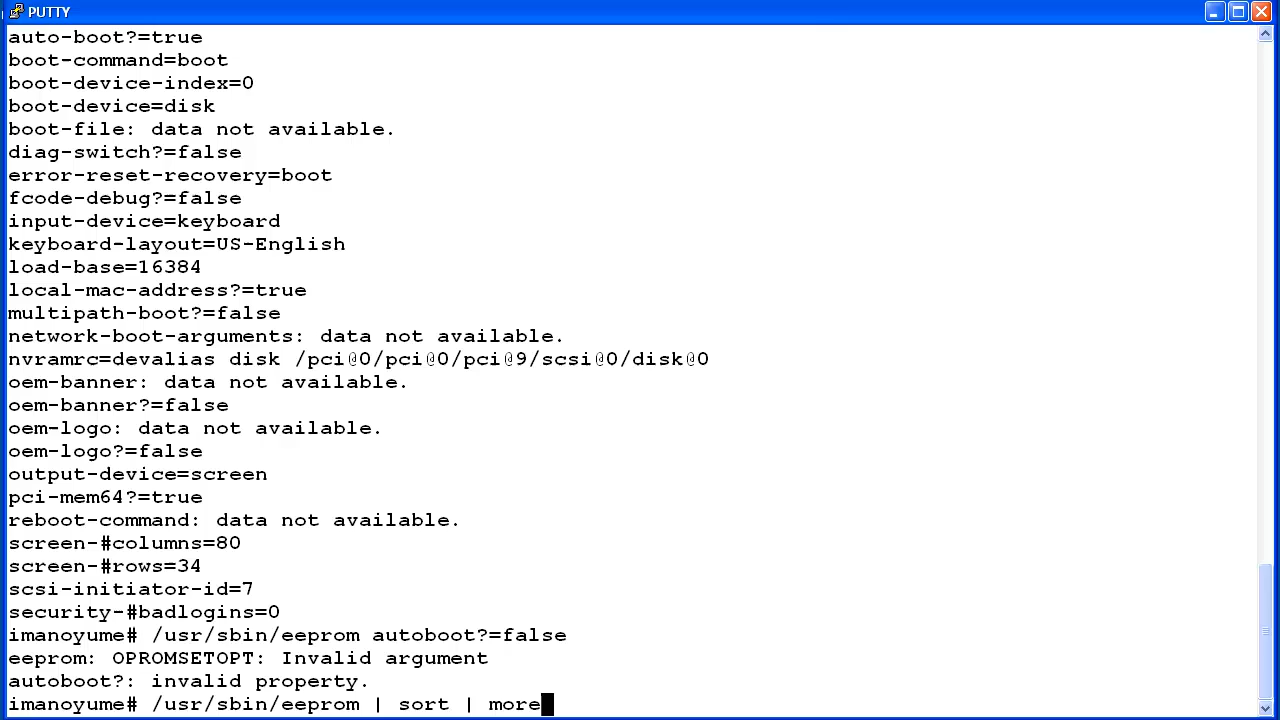 PUTTY
auto-boot?=true
boot-command=boot
boot-device-index=0
boot-device=disk
boot-file: data not available.
diag-switch?=false
error-reset-recovery=boot
fcode-debug?=false
input-device=keyboard
keyboard-layout=US-English
load-base=16384
local-mac-address?=true
multipath-boot?=false
network-boot-arguments: data not available.
nvramrc=devalias disk /pci@0/pci@0/pci@9/scsi@0/disk@0
oem-banner: data not available.
oem-banner?=false
oem-logo: data not available.
oem-logo?=false
output-device=screen
pci-mem64?=true
reboot-command: data not available.
screen-#columns=80
screen-#rows=34
scsi-initiator-id=7
security-#badlogins=0
imanoyume# /usr/sbin/eeprom autoboot?=false
eeprom: OPROMSETOPT: Invalid argument
autoboot?: invalid property.
imanoyume# /usr/sbin/eeprom | sort | more